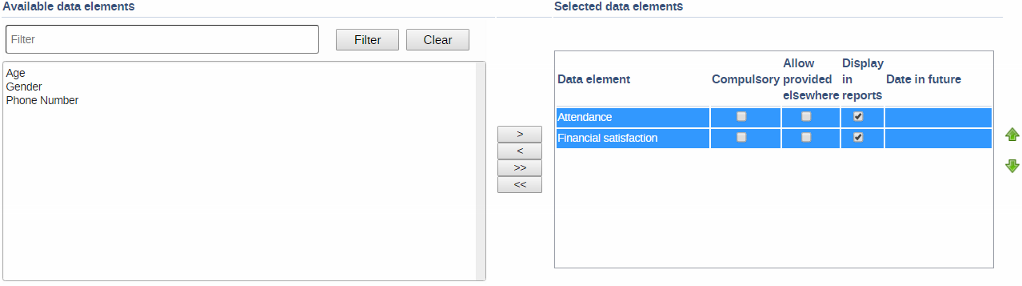 Available data elements
Selected data elements
Filter
Filter
Clear
Age
Gender
Phone Number
>
<
>>
<<
Data element
Compulsory
Allow
provided
elsewhere
Display
in
reports
Date in future
Attendance
Financial satisfaction